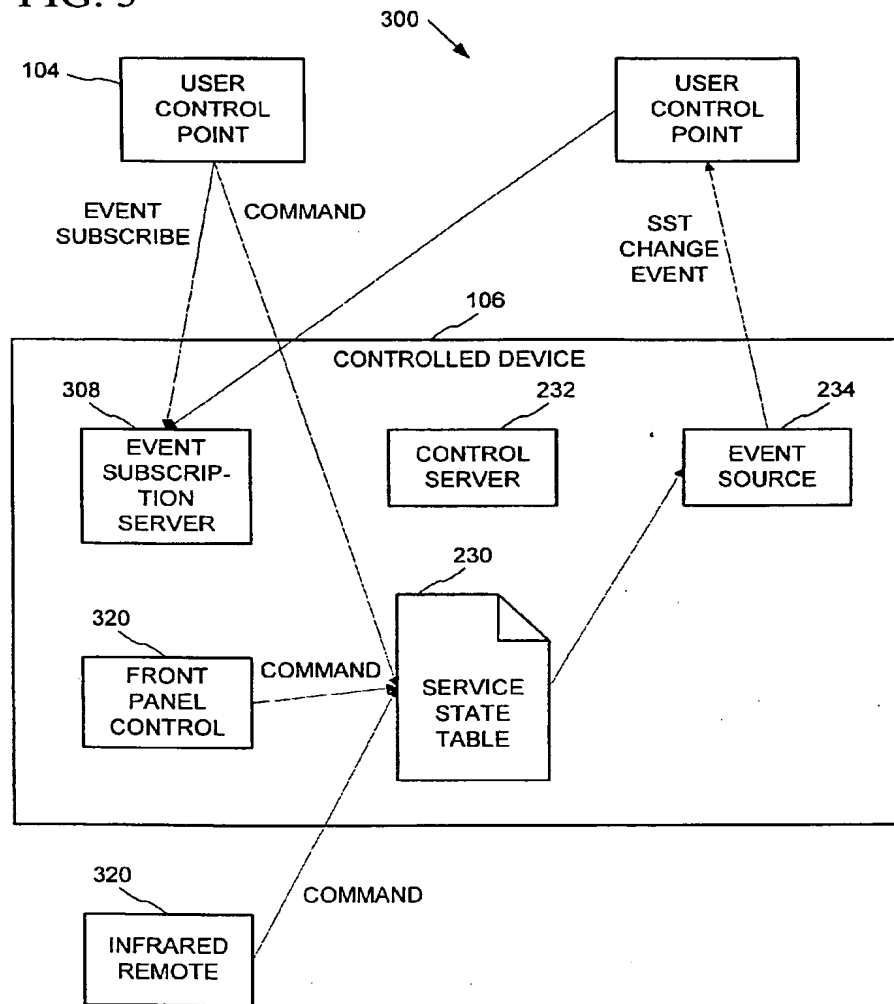 300
104
USER
CONTROL
POINT
USER
CONTROL
POINT
EVENT
SUBSCRIBE
COMMAND
SST
CHANGE
EVENT
106
CONTROLLED DEVICE
308
232
234
EVENT
SUBSCRIP-
TION
SERVER
CONTROL
SERVER
EVENT
SOURCE
230
320
FRONT
PANEL
CONTROL
COMMAND
SERVICE
STATE
TABLE
320
COMMAND
INFRARED
REMOTE